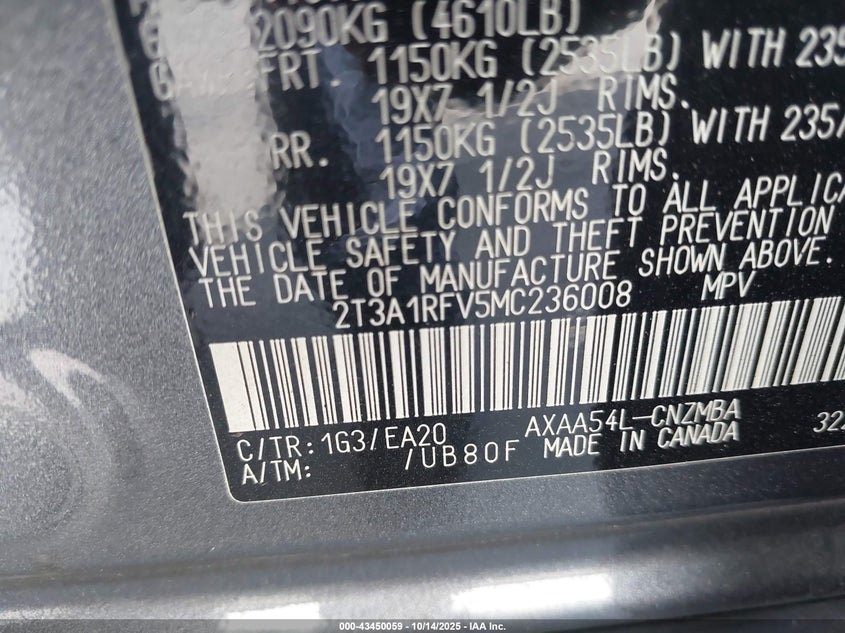 2090KG (4610LB)
FRT. 1150KG (2535LB) WITH 235
19X7 1/2J RIMS.
RR. 1150KG (2535LB) WITH 235/
19X7 1/2J RIMS.
THIS VEHICLE CONFORMS TO ALL APPLICA
VEHICLE SAFETY AND THEFT PREVENTION
THE DATE OF MANUFACTURE SHOWN ABOVE.
2T3A1RFV5MC236008 MPV
C/TR: 1G3/EA20 AXAA54L-CNZMBA 322
A/TM: /UB80F MADE IN CANADA
000-43450059 - 10/14/2025 - IAA Inc.